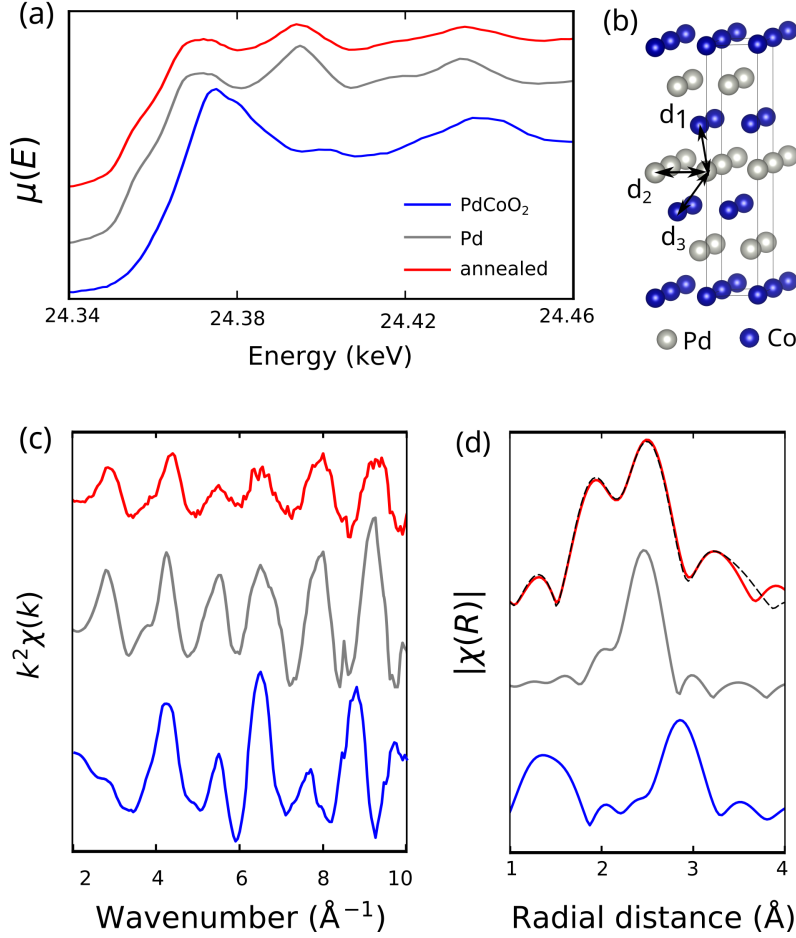 (a)
μ(E)
PdCoO₂
Pd
annealed
24.34
24.38
24.42
24.46
Energy (keV)
(b)
d1
d₂
d₃
Pd
Co
(c)
k²χ(k)
2
4
6
8
10
Wavenumber (Å⁻¹)
(d)
|χ(R)|
1
2
3
4
Radial distance (Å)